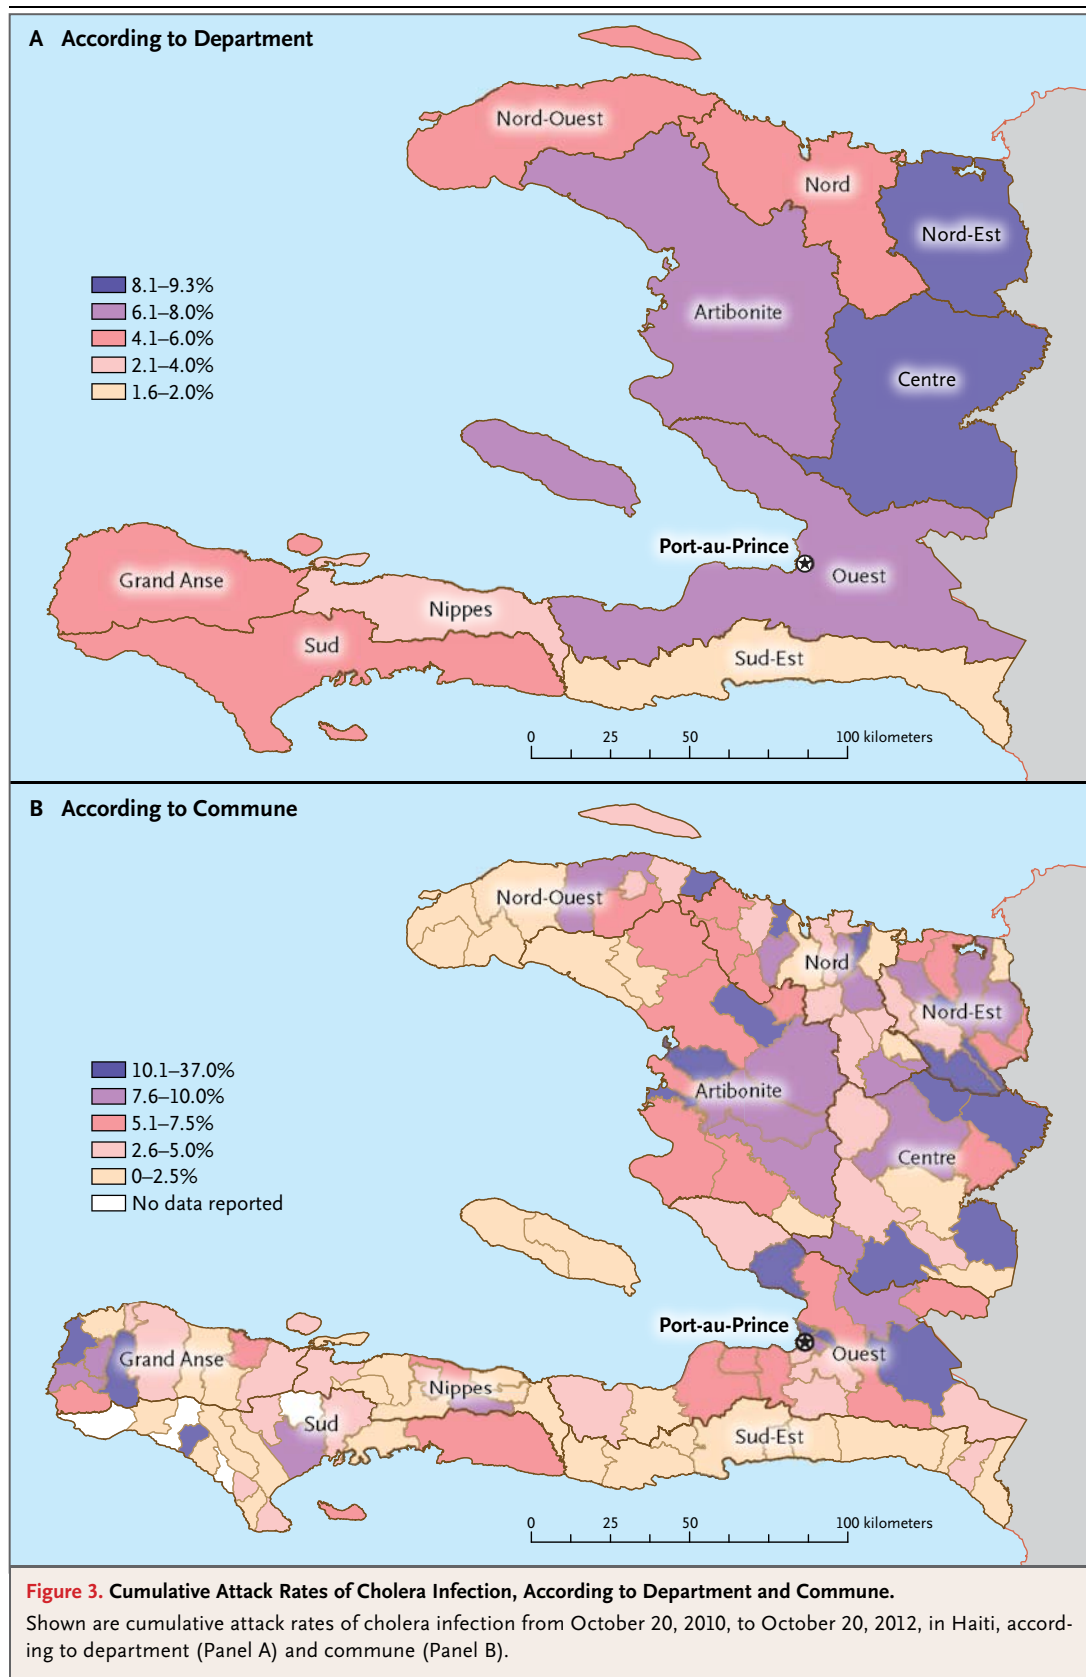 A According to Department
Nord-Ouest
Nord
Nord-Est
8.1–9.3%
6.1–8.0%
4.1–6.0%
2.1–4.0%
1.6–2.0%
Artibonite
Centre
Port-au-Prince
Ouest
Grand Anse
Nippes
Sud
Sud-Est
0 25 50 100 kilometers
B According to Commune
Nord-Ouest
Nord
Nord-Est
10.1–37.0%
7.6–10.0%
5.1–7.5%
2.6–5.0%
0–2.5%
No data reported
Artibonite
Centre
Port-au-Prince
Ouest
Grand Anse
Nippes
Sud
Sud-Est
0 25 50 100 kilometers
Figure 3. Cumulative Attack Rates of Cholera Infection, According to Department and Commune.
Shown are cumulative attack rates of cholera infection from October 20, 2010, to October 20, 2012, in Haiti, accord-
ing to department (Panel A) and commune (Panel B).